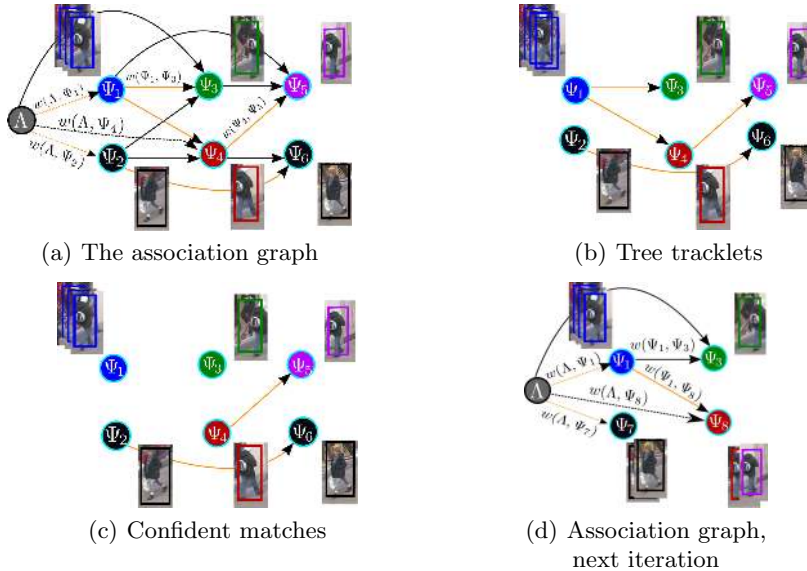 w(Λ, Ψ₁)
w(Ψ₁, Ψ₃)
Ψ₁
Ψ₃
Ψ₅
Λ
w(Λ, Ψ₄)
w(Λ, Ψ₂)
Ψ₂
Ψ₄
Ψ₆
(a) The association graph
Ψ₁
Ψ₃
Ψ₅
Ψ₂
Ψ₄
Ψ₆
(b) Tree tracklets
Ψ₁
Ψ₃
Ψ₅
Ψ₂
Ψ₄
Ψ₆
(c) Confident matches
w(Λ, Ψ₁)
w(Ψ₁, Ψ₃)
Ψ₃
Λ
w(Ψ₁, Ψ₈)
w(Λ, Ψ₈)
w(Λ, Ψ₇)
Ψ₇
Ψ₈
(d) Association graph,
next iteration